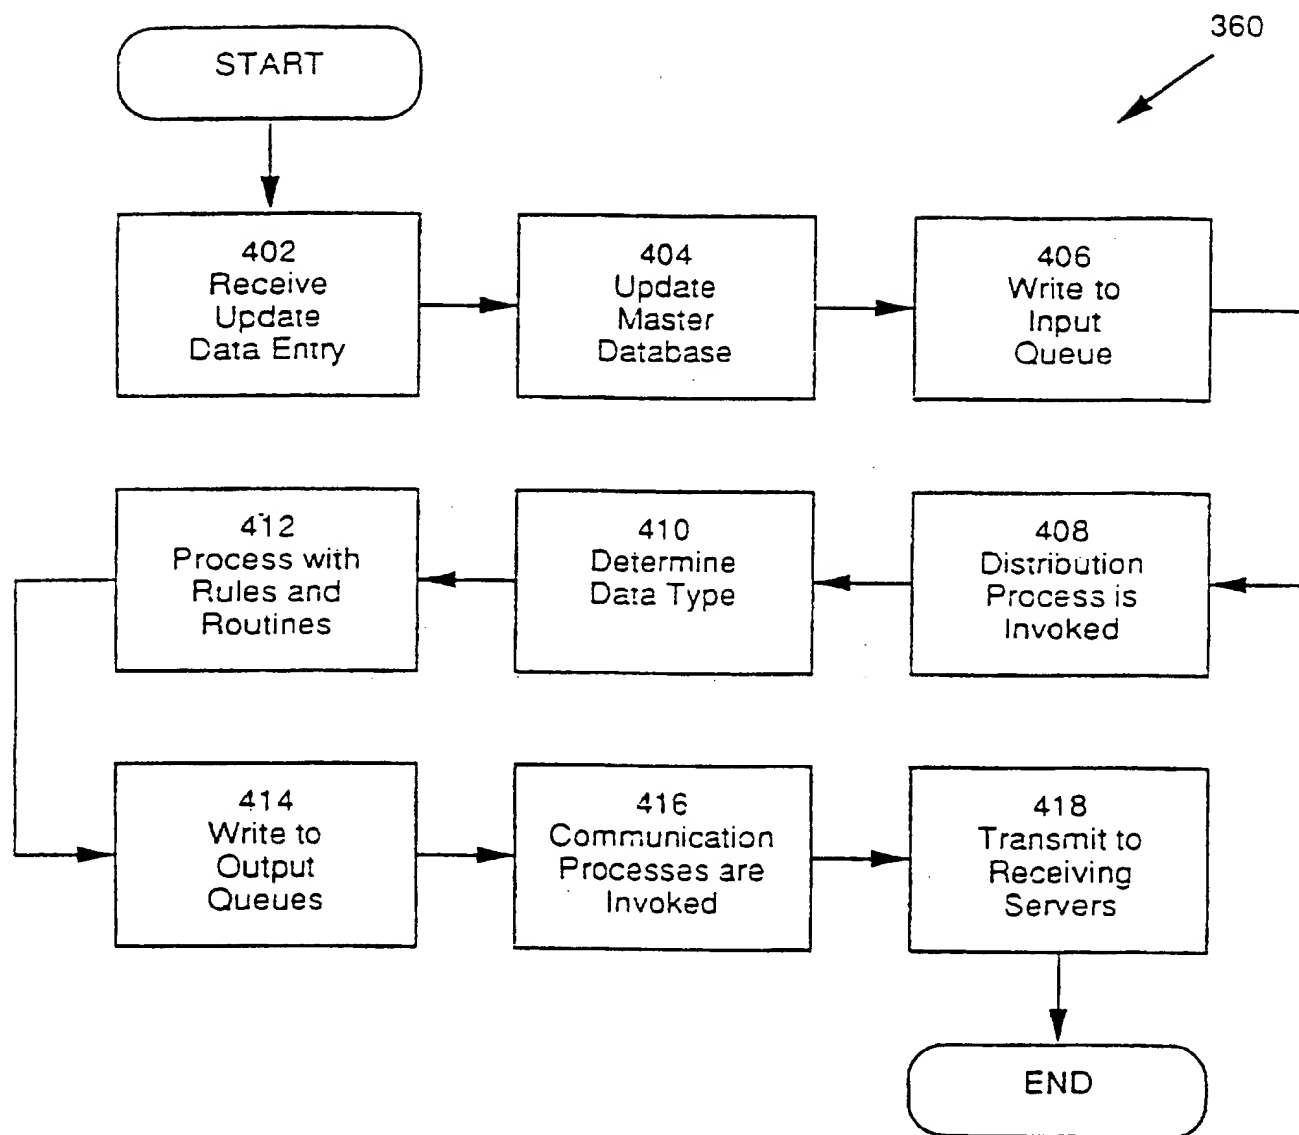 360
START
402
Receive
Update
Data Entry
404
Update
Master
Database
406
Write to
Input
Queue
412
Process with
Rules and
Routines
410
Determine
Data Type
408
Distribution
Process is
Invoked
414
Write to
Output
Queues
416
Communication
Processes are
Invoked
418
Transmit to
Receiving
Servers
END